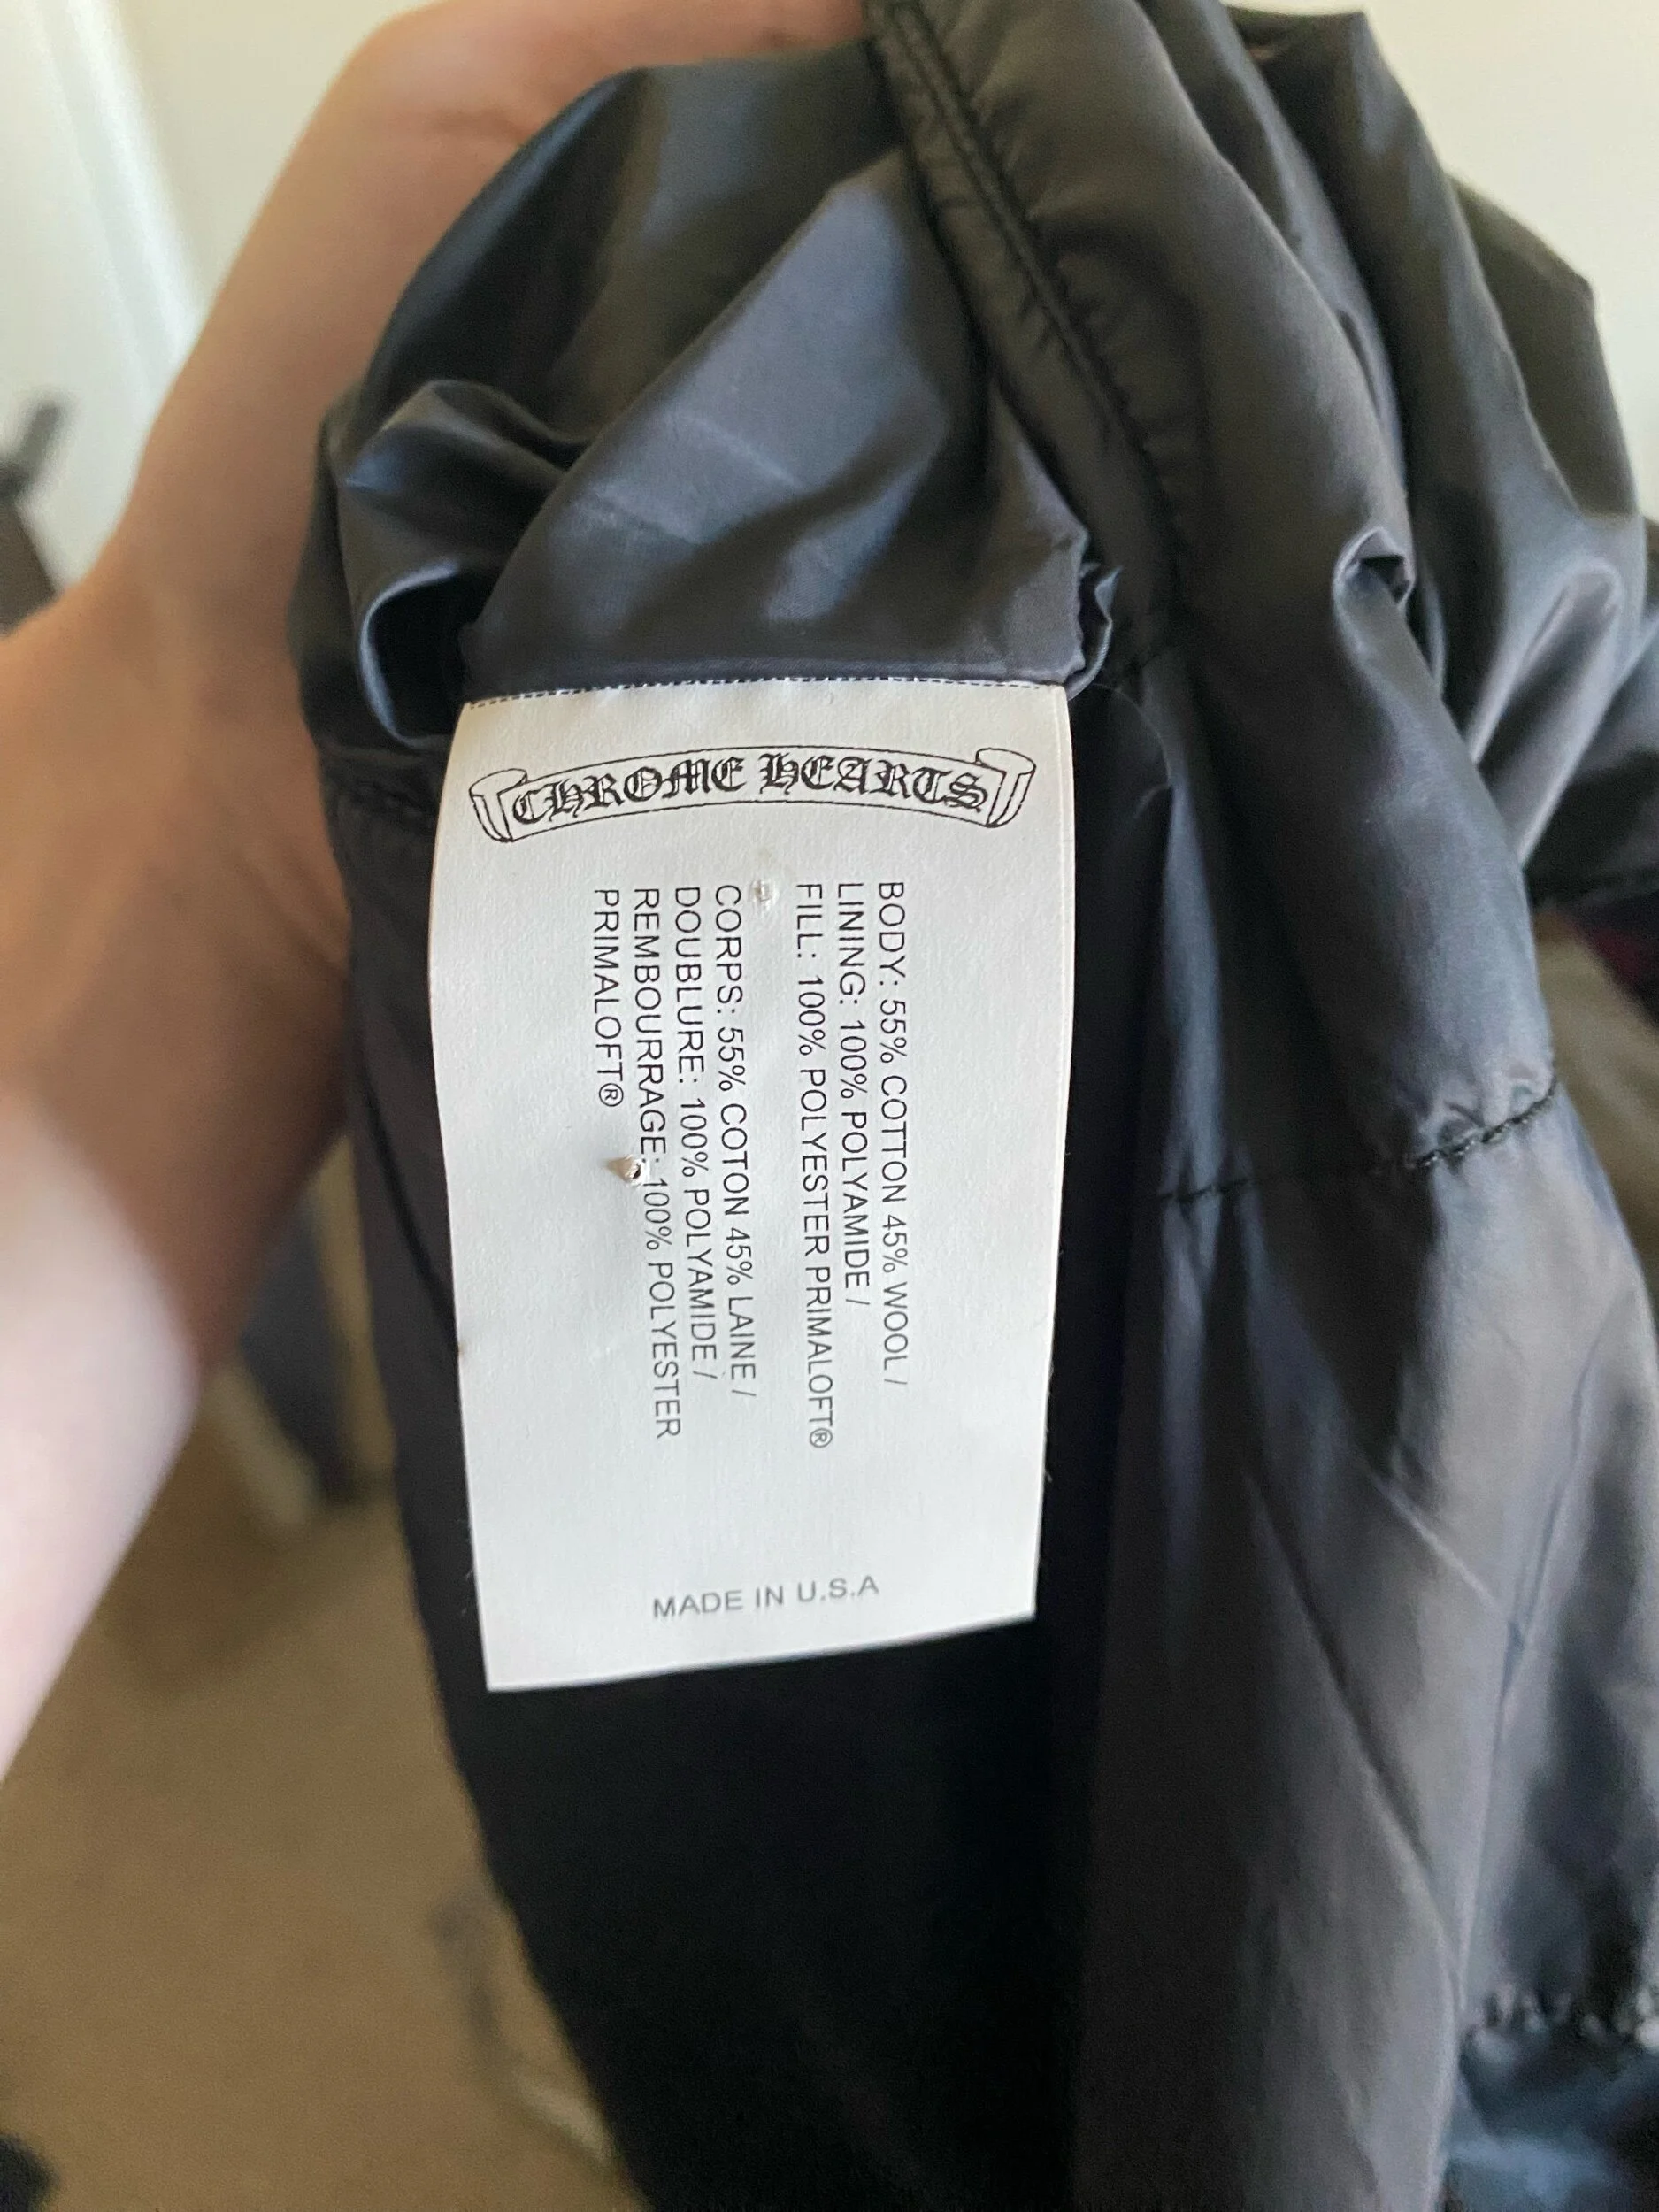 CHROME HEARTS
BODY: 55% COTTON 45% WOOL /
LINING: 100% POLYAMIDE /
FILL: 100% POLYESTER PRIMALOFT®
CORPS: 55% COTON 45% LAINE /
DOUBLURE: 100% POLYAMIDE /
REMBOURRAGE: 100% POLYESTER
PRIMALOFT®
MADE IN U.S.A